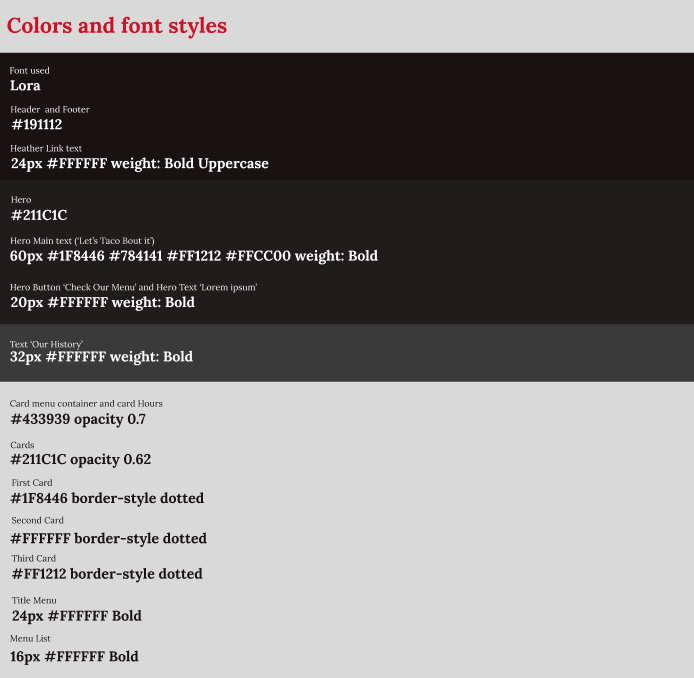 Colors and font styles
Font used
Lora
Header and Footer
#191112
Heather Link text
24px #FFFFFF weight: Bold Uppercase
Hero
#211C1C
Hero Main text ('Let's Taco Bout it')
60px #1F8446 #784141 #FF1212 #FFCC00 weight: Bold
Hero Button 'Check Our Menu' and Hero Text 'Lorem ipsum'
20px #FFFFFF weight: Bold
Text 'Our History'
32px #FFFFFF weight: Bold
Card menu container and card Hours
#433939 opacity 0.7
Cards
#211C1C opacity 0.62
First Card
#1F8446 border-style dotted
Second Card
#FFFFFF border-style dotted
Third Card
#FF1212 border-style dotted
Title Menu
24px #FFFFFF Bold
Menu List
16px #FFFFFF Bold